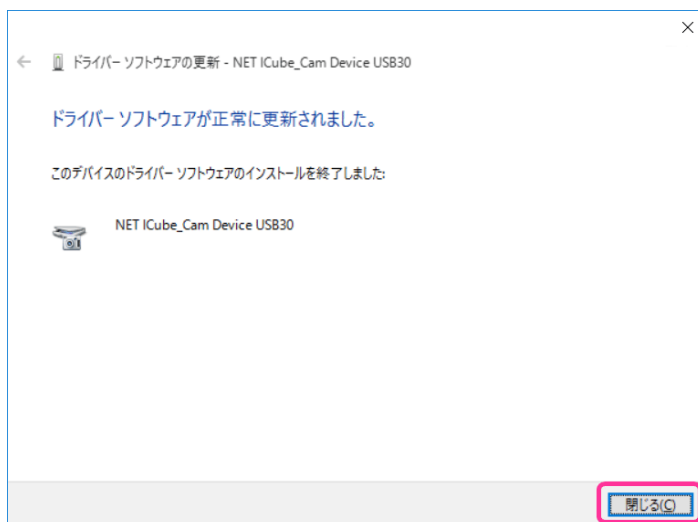 ドライバー ソフトウェアの更新 - NET ICube_Cam Device USB30
ドライバー ソフトウェアが正常に更新されました。
このデバイスのドライバー ソフトウェアのインストールを終了しました:
NET ICube_Cam Device USB30
閉じる(C)